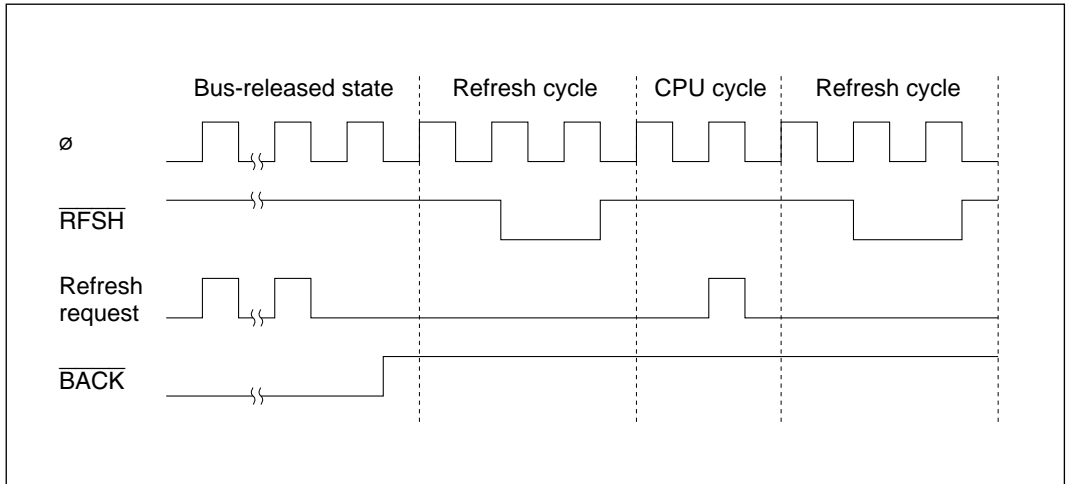 Bus-released state Refresh cycle CPU cycle Refresh cycle
ø
RFSH
Refresh
request
BACK